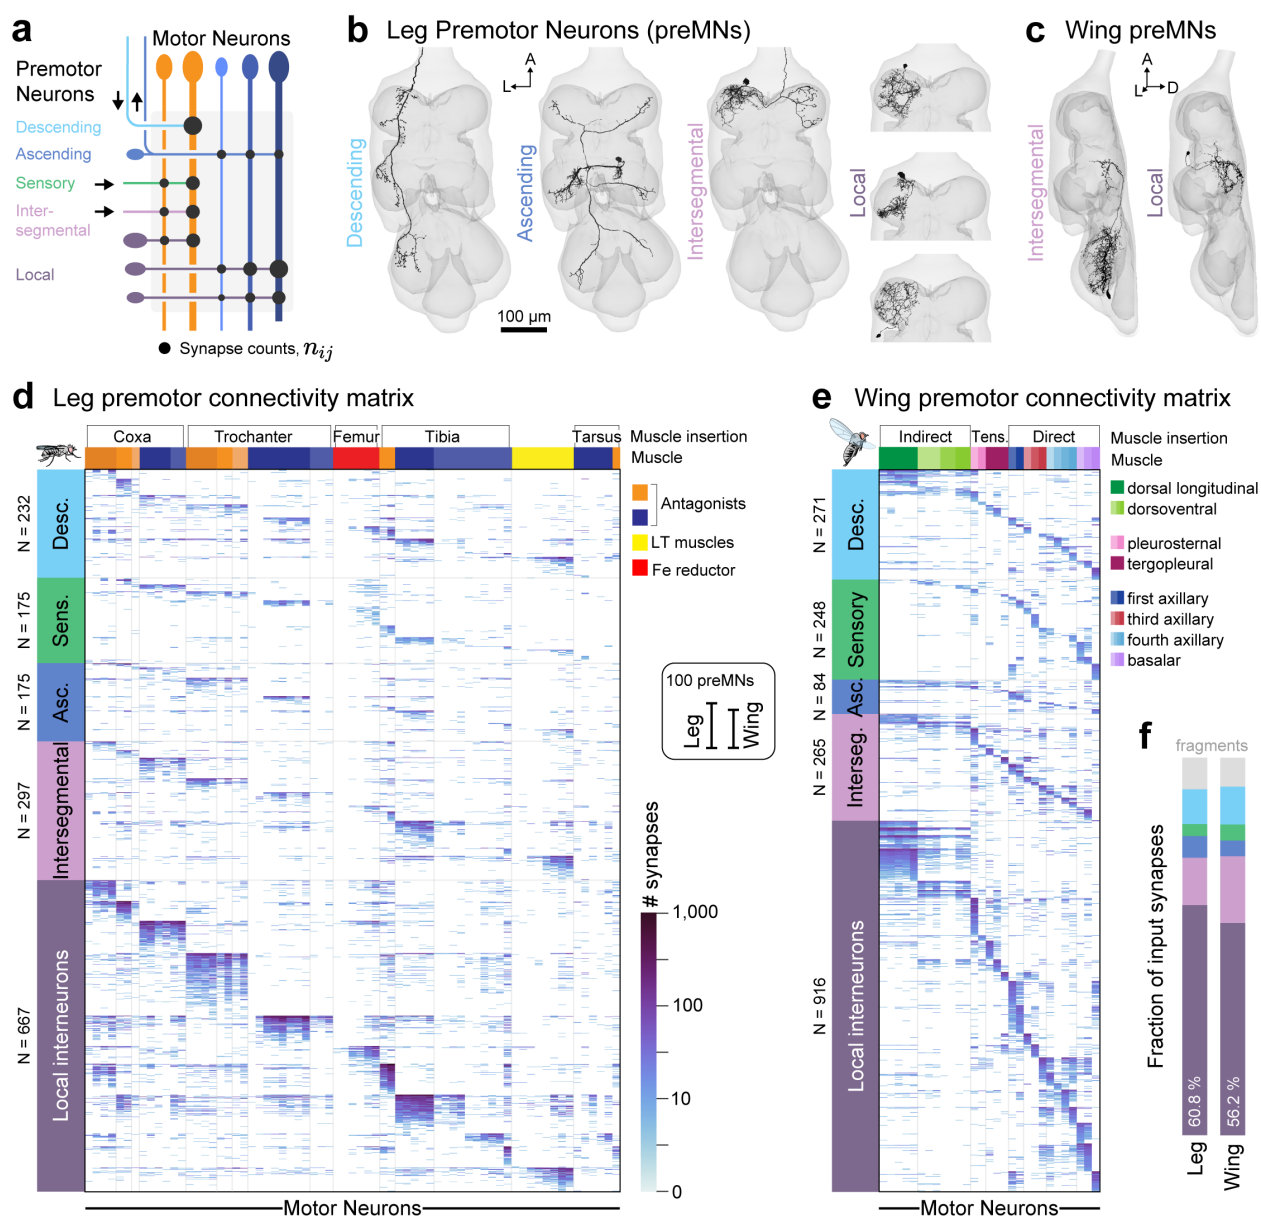 a
Motor Neurons
Premotor
Neurons
Descending
Ascending
Sensory
Inter-
segmental
Local
Synapse counts, nij
b Leg Premotor Neurons (preMNs)
A
L
Descending
Ascending
Intersegmental
Local
100 µm
c Wing preMNs
A
L
D
Intersegmental
Local
d Leg premotor connectivity matrix
Coxa
Trochanter
Femur
Tibia
Tarsus
Muscle insertion
Muscle
Antagonists
LT muscles
Fe reductor
N = 232
Desc.
N = 175
Sens.
N = 175
Asc.
N = 297
Intersegmental
N = 667
Local interneurons
Motor Neurons
100 preMNs
Leg
Wing
# synapses
1,000
100
10
0
e Wing premotor connectivity matrix
Indirect
Tens.
Direct
Muscle insertion
Muscle
dorsal longitudinal
dorsoventral
pleurosternal
tergopleural
first axillary
third axillary
fourth axillary
basalar
N = 271
Desc.
N = 248
Sensory
N = 84
Asc.
N = 265
Interseg.
N = 916
Local interneurons
Motor Neurons
f
fragments
Fraction of input synapses
60.8 %
56.2 %
Leg
Wing